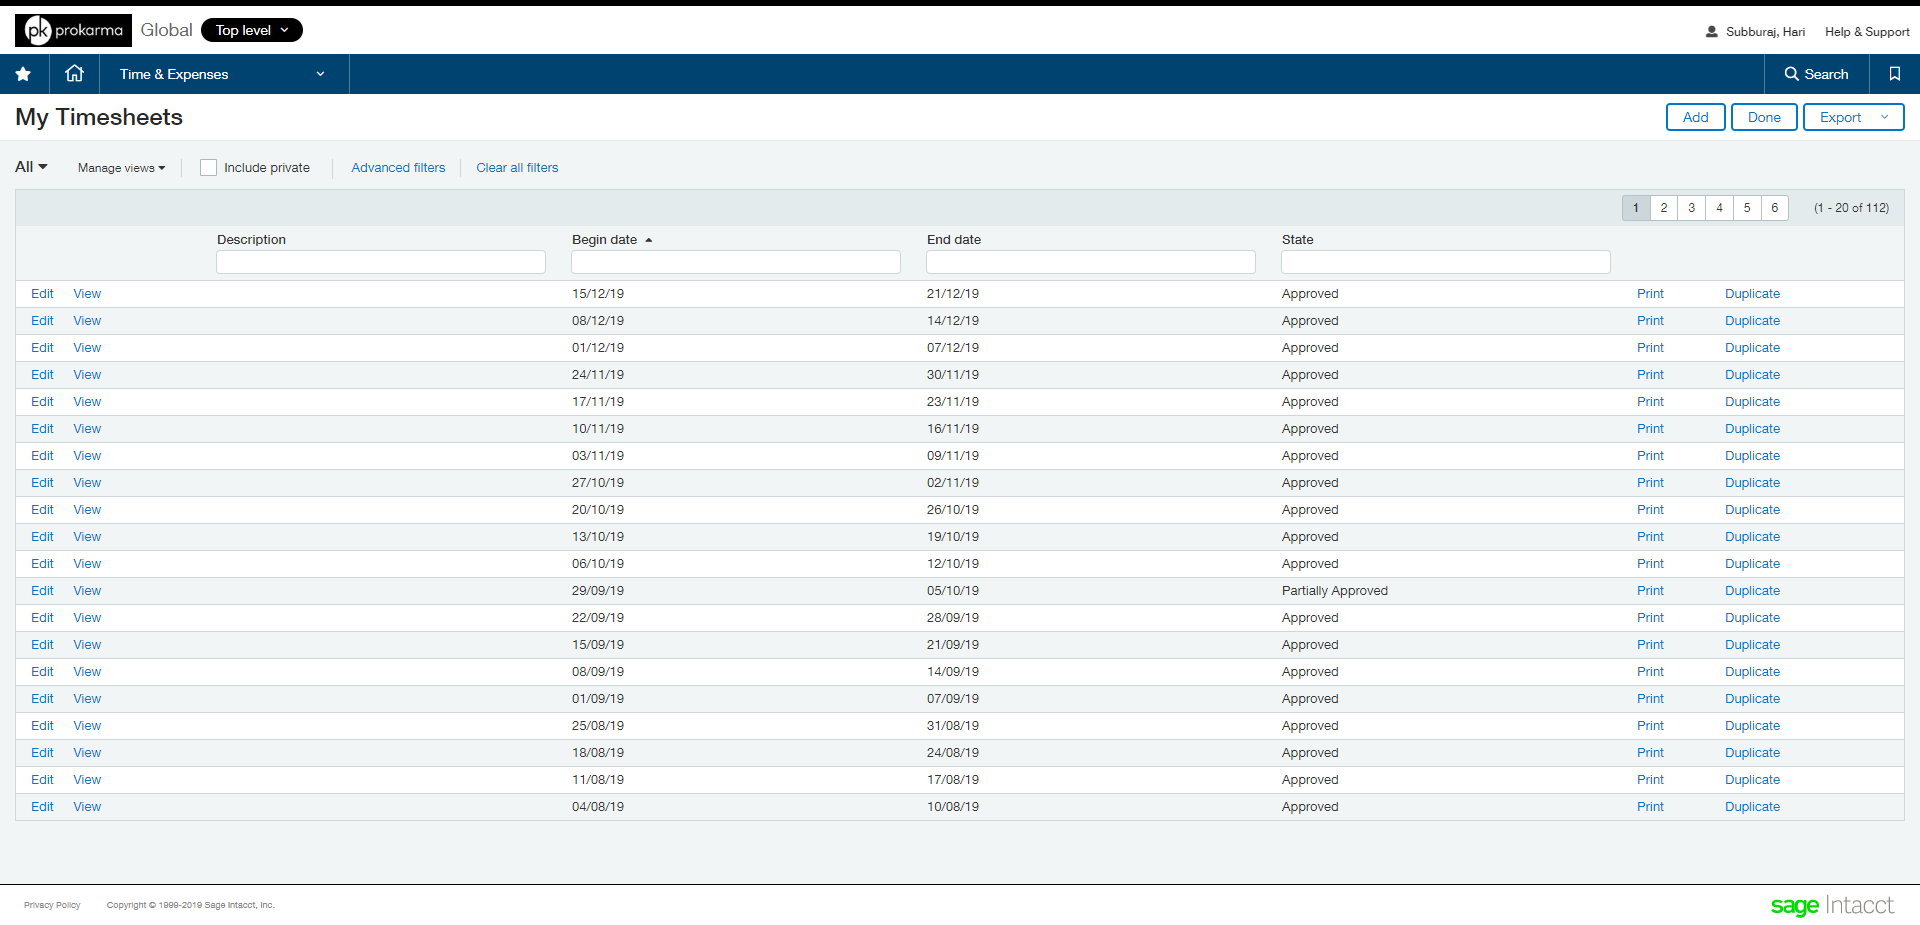 pk prokarma Global Top level Subburaj, Hari Help & Support
Time & Expenses Search
My Timesheets Add Done Export
All Manage views Include private Advanced filters Clear all filters
1 2 3 4 5 6 (1 - 20 of 112)
Description Begin date End date State
Edit View 15/12/19 21/12/19 Approved Print Duplicate
Edit View 08/12/19 14/12/19 Approved Print Duplicate
Edit View 01/12/19 07/12/19 Approved Print Duplicate
Edit View 24/11/19 30/11/19 Approved Print Duplicate
Edit View 17/11/19 23/11/19 Approved Print Duplicate
Edit View 10/11/19 16/11/19 Approved Print Duplicate
Edit View 03/11/19 09/11/19 Approved Print Duplicate
Edit View 27/10/19 02/11/19 Approved Print Duplicate
Edit View 20/10/19 26/10/19 Approved Print Duplicate
Edit View 13/10/19 19/10/19 Approved Print Duplicate
Edit View 06/10/19 12/10/19 Approved Print Duplicate
Edit View 29/09/19 05/10/19 Partially Approved Print Duplicate
Edit View 22/09/19 28/09/19 Approved Print Duplicate
Edit View 15/09/19 21/09/19 Approved Print Duplicate
Edit View 08/09/19 14/09/19 Approved Print Duplicate
Edit View 01/09/19 07/09/19 Approved Print Duplicate
Edit View 25/08/19 31/08/19 Approved Print Duplicate
Edit View 18/08/19 24/08/19 Approved Print Duplicate
Edit View 11/08/19 17/08/19 Approved Print Duplicate
Edit View 04/08/19 10/08/19 Approved Print Duplicate
Privacy Policy Copyright © 1999-2019 Sage Intacct, Inc. sage Intacct